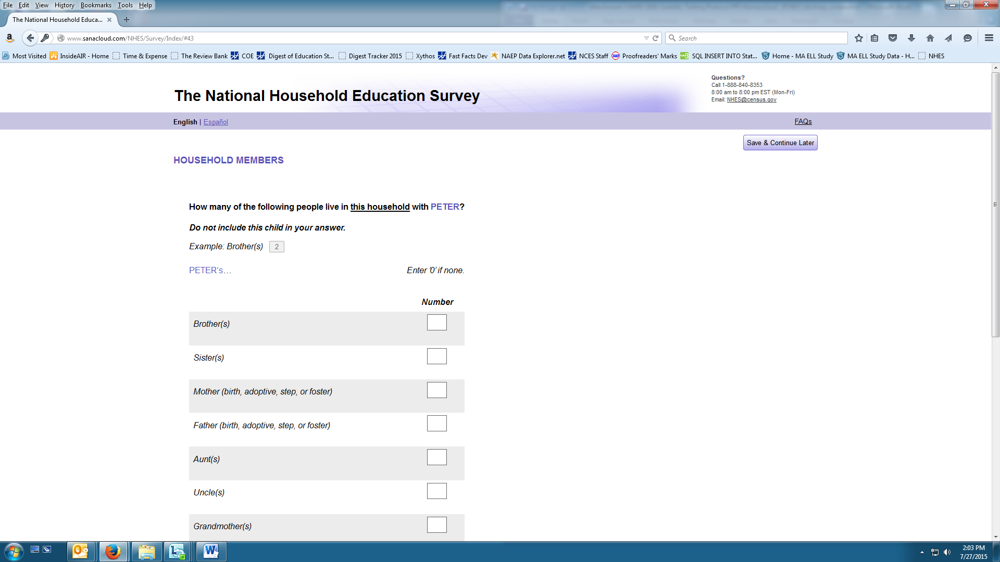 File Edit View History Bookmarks Tools Help
The National Household Educa...
www.sanacloud.com/NHES/Survey/Index/#43
Search
Most Visited InsideAIR - Home Time & Expense The Review Bank COE Digest of Education St... Digest Tracker 2015 Xythos Fast Facts Dev NAEP Data Explorer.net NCES Staff Proofreaders' Marks SQL INSERT INTO Stat... Home - MA ELL Study MA ELL Study Data - H... NHES
Questions?
Call 1-888-840-8353
8:00 am to 8:00 pm EST (Mon-Fri)
Email: NHES@census.gov
The National Household Education Survey
English | Español
FAQs
Save & Continue Later
HOUSEHOLD MEMBERS
How many of the following people live in this household with PETER?
Do not include this child in your answer.
Example: Brother(s) 2
PETER's… Enter '0' if none.
Number
Brother(s)
Sister(s)
Mother (birth, adoptive, step, or foster)
Father (birth, adoptive, step, or foster)
Aunt(s)
Uncle(s)
Grandmother(s)
2:03 PM
7/27/2015